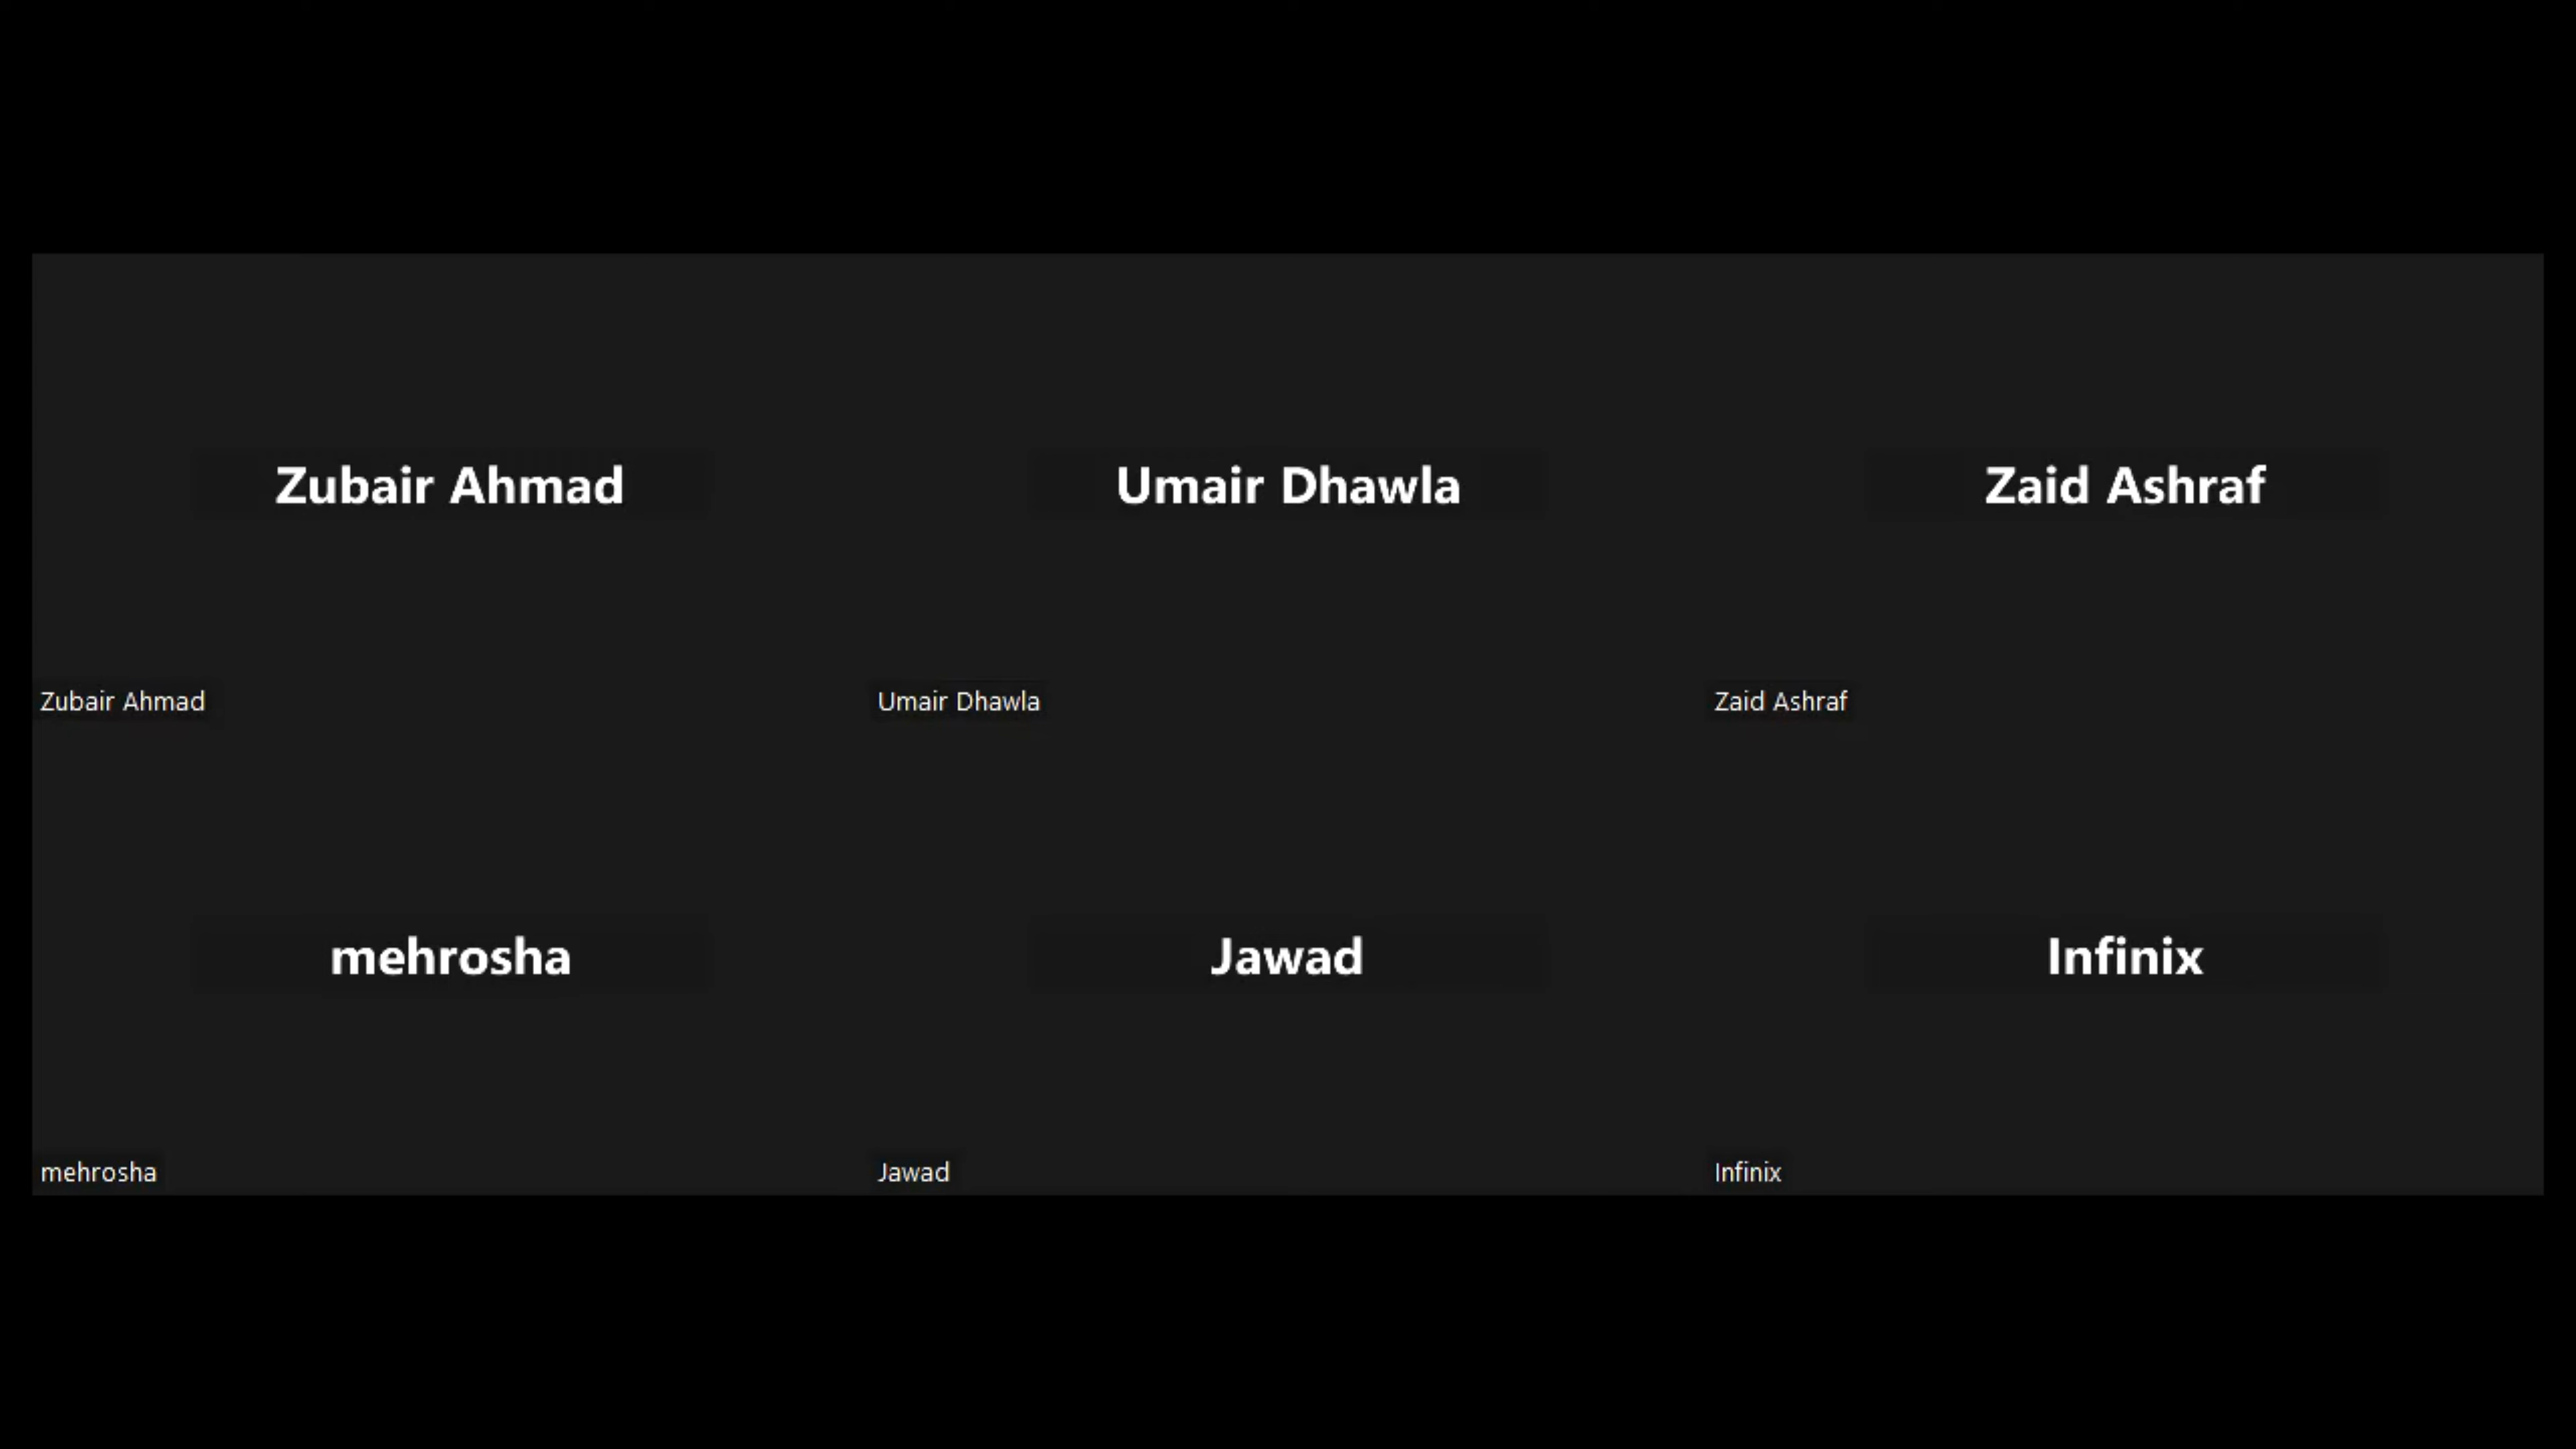 Zubair Ahmad
Umair Dhawla
Zaid Ashraf
Zubair Ahmad
Umair Dhawla
Zaid Ashraf
mehrosha
Jawad
Infinix
mehrosha
Jawad
Infinix